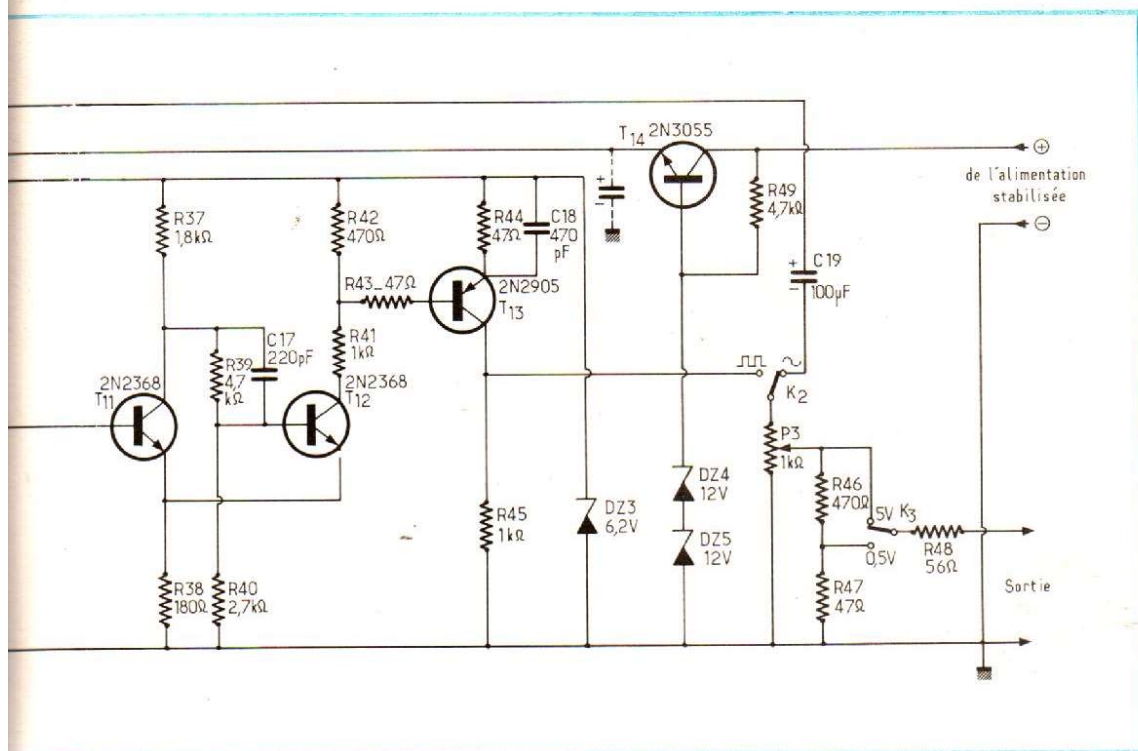 T14 2N3055
⊕
de l'alimentation
stabilisée
⊖
R37
1,8kΩ
R42
470Ω
R44
47Ω
C18
470
pF
R49
4,7kΩ
C19
100µF
+
−
+
−
R43_47Ω
2N2905
T13
R41
1kΩ
C17
220pF
R39
4,7
kΩ
2N2368
T11
2N2368
T12
K2
P3
1kΩ
DZ4
12V
R46
470Ω
5V K3
DZ3
6,2V
DZ5
12V
R45
1kΩ
0,5V
R48
56Ω
R38
180Ω
R40
2,7kΩ
R47
47Ω
Sortie